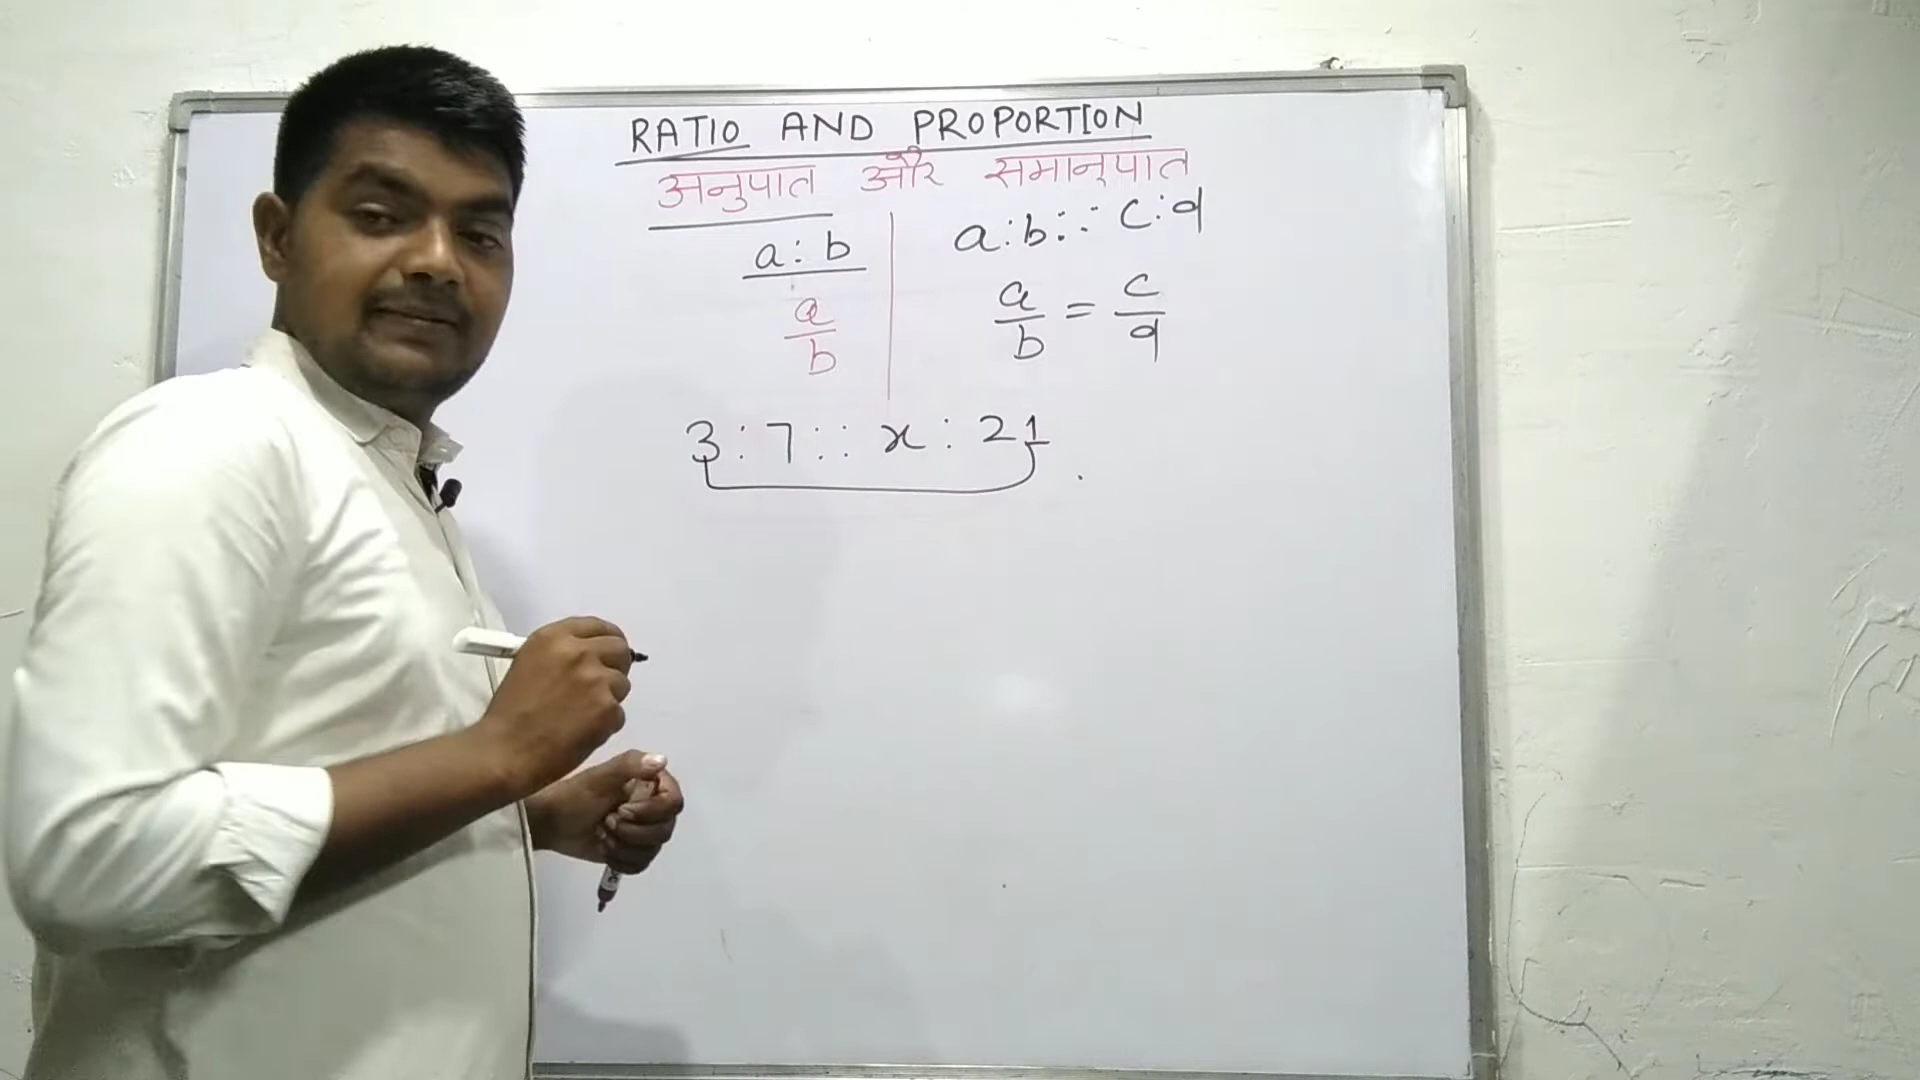 RATIO AND PROPORTION
अनुपात और समानुपात
a : b
a
b
a : b :: c : q
a/b = c/q
3 : 7 :: x : 21